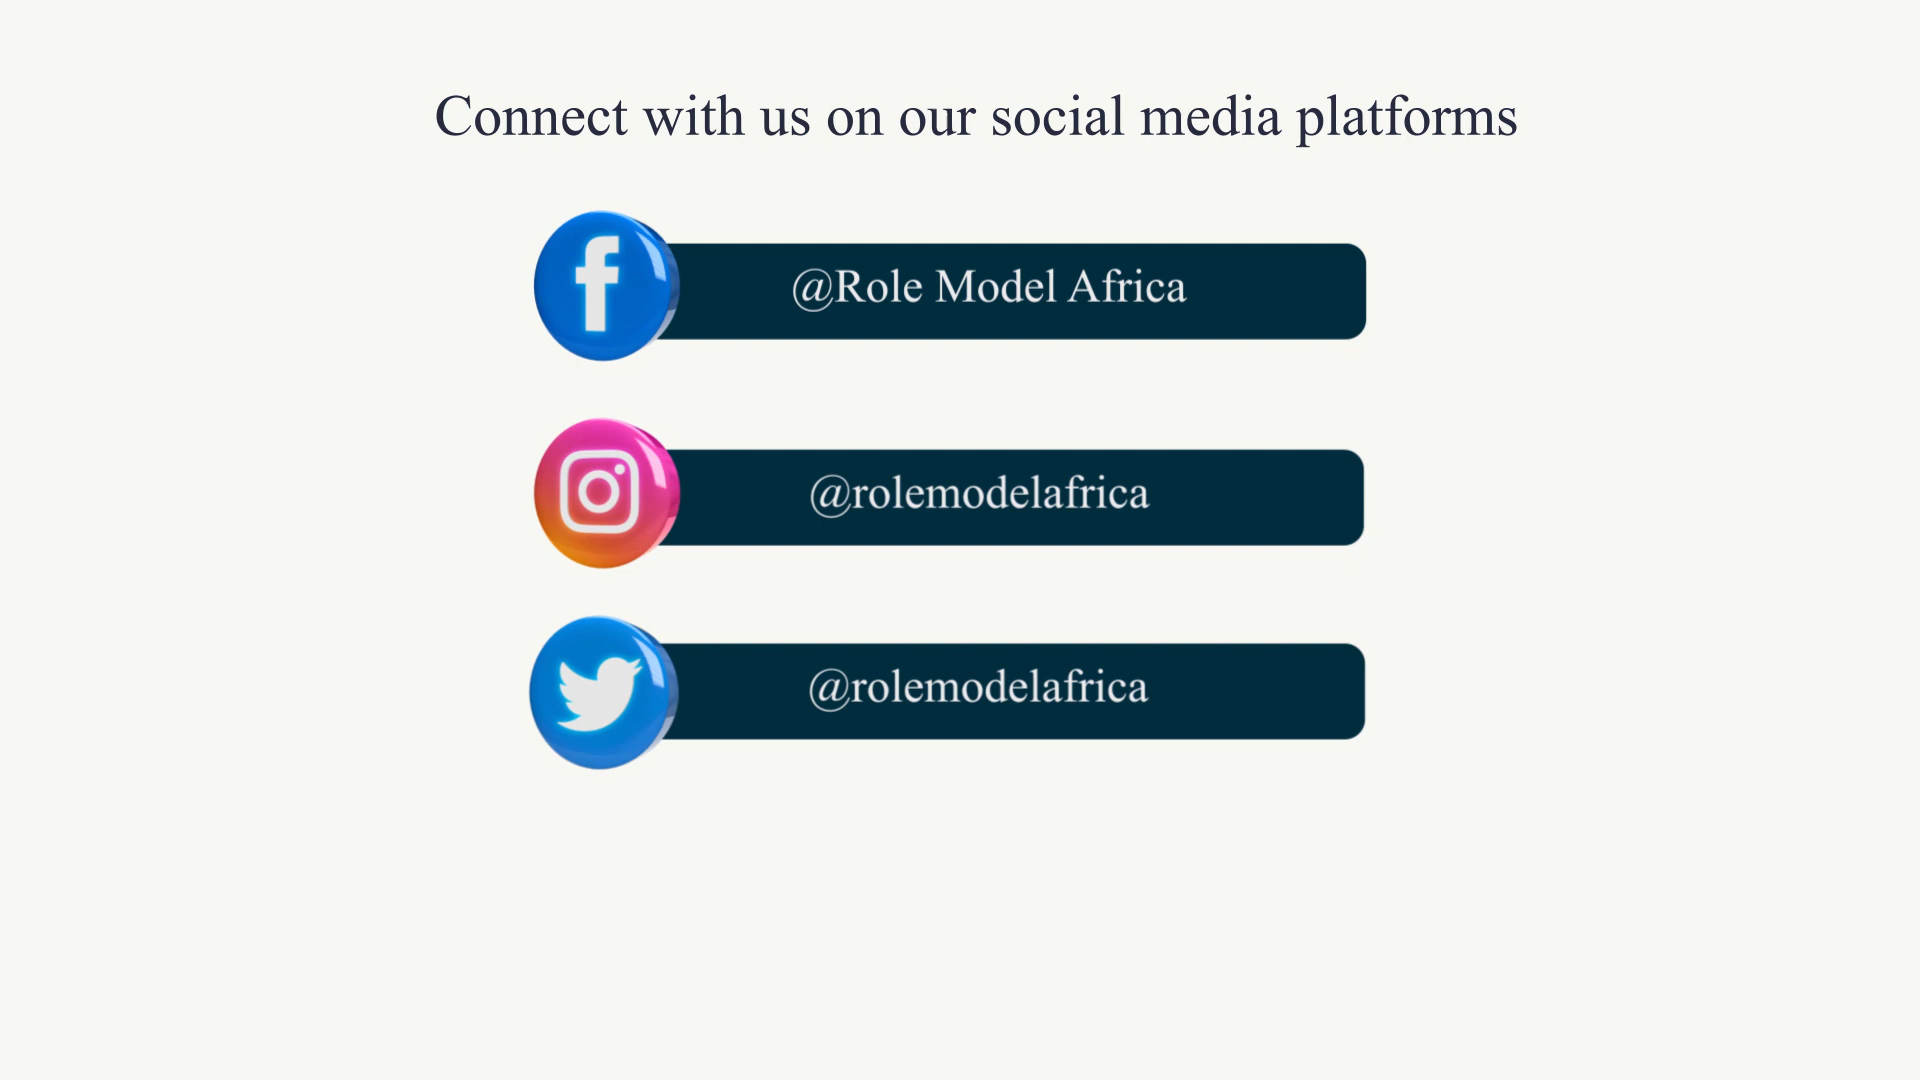 Connect with us on our social media platforms
@Role Model Africa
@rolemodelafrica
@rolemodelafrica